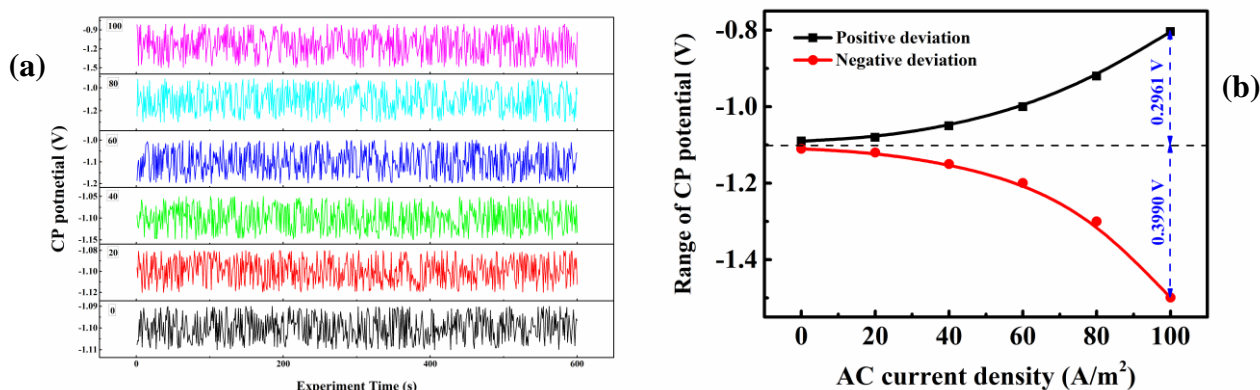 (a)
CP potnetial (V)
100
-0.9
-1.2
-1.5
80
-1.0
-1.2
60
-1.0
-1.1
-1.2
40
-1.05
-1.10
-1.15
20
-1.08
-1.10
-1.12
0
-1.09
-1.10
-1.11
0 200 400 600
Experiment Time (s)
(b)
Range of CP potential (V)
Positive deviation
Negative deviation
-0.8
-1.0
-1.2
-1.4
0.2961 V
0.3990 V
0 20 40 60 80 100
AC current density (A/m²)